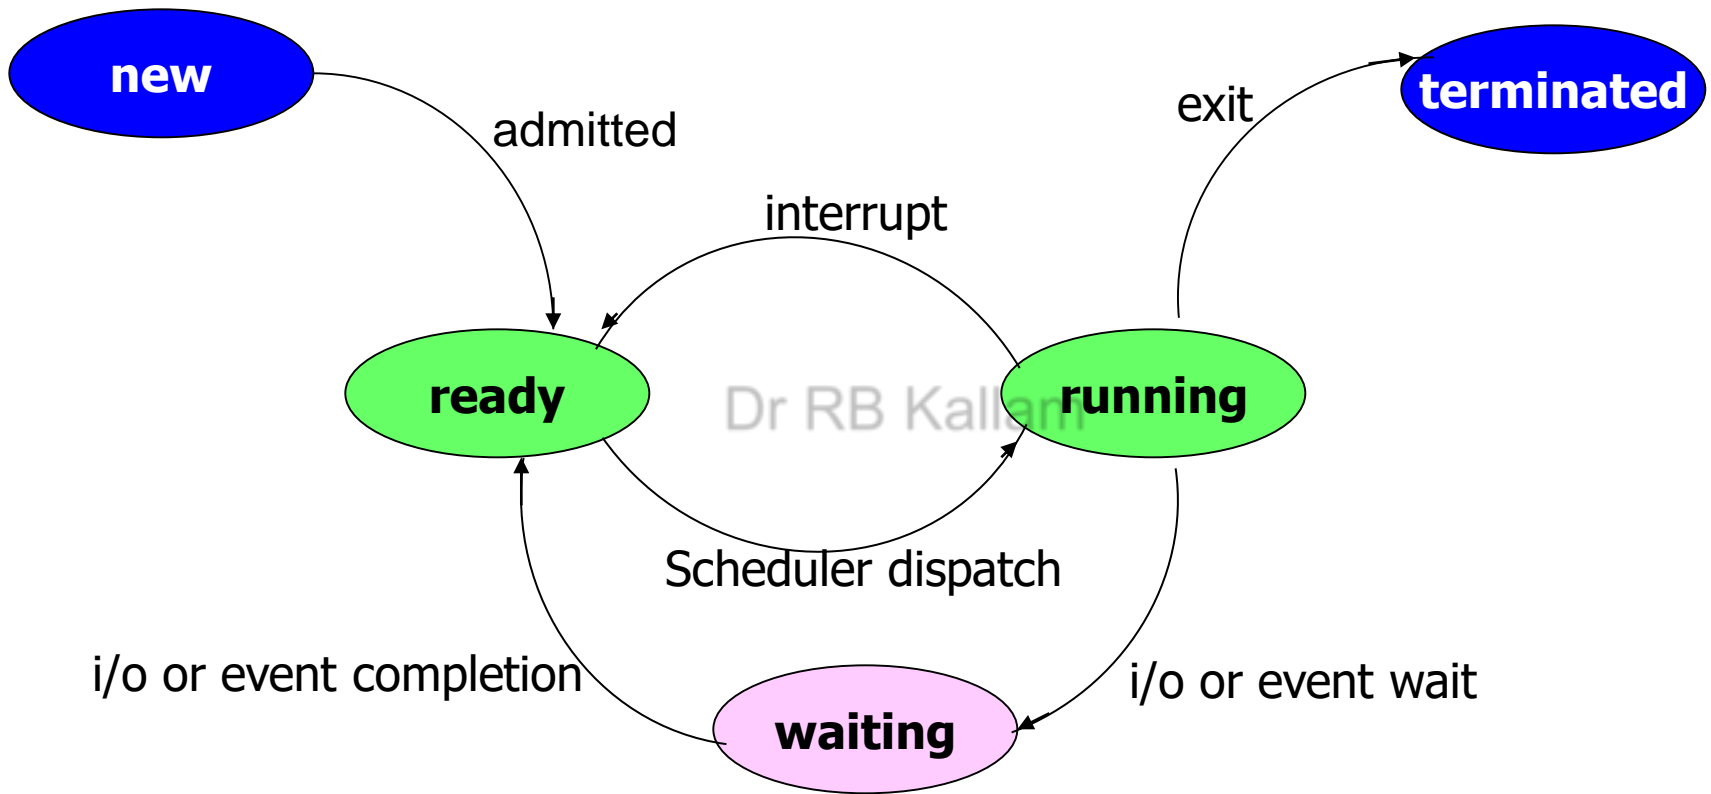 new
terminated
exit
admitted
interrupt
ready
Dr RB Kallam
running
Scheduler dispatch
i/o or event completion
i/o or event wait
waiting